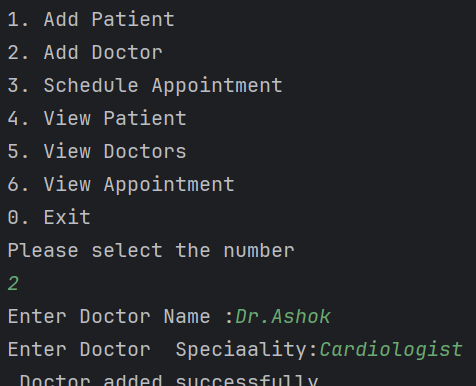 1. Add Patient
2. Add Doctor
3. Schedule Appointment
4. View Patient
5. View Doctors
6. View Appointment
0. Exit
Please select the number
2
Enter Doctor Name :Dr.Ashok
Enter Doctor  Speciaality:Cardiologist
 Doctor added successfully